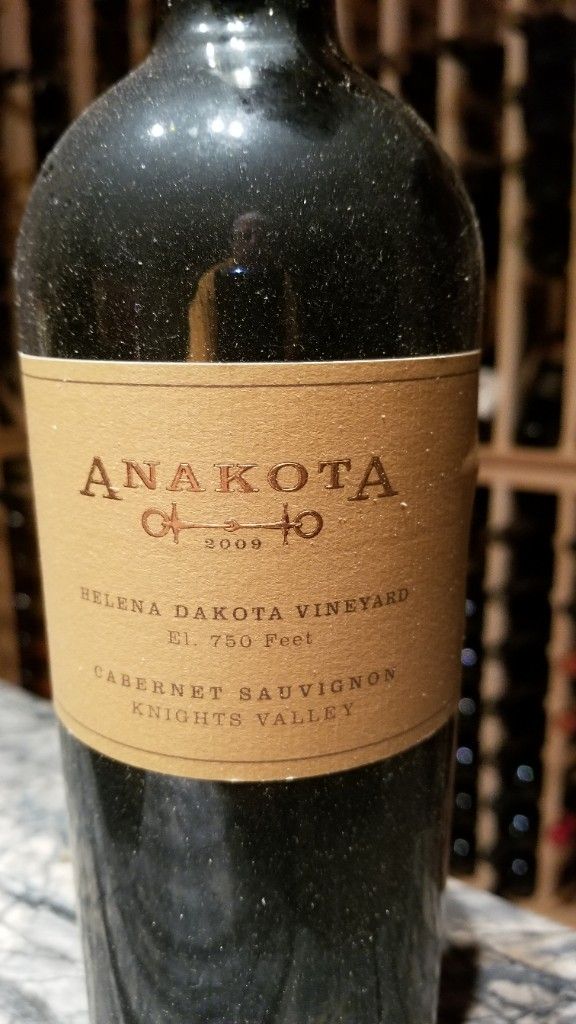 ANAKOTA
2009
HELENA DAKOTA VINEYARD
El. 750 Feet
CABERNET SAUVIGNON
KNIGHTS VALLEY